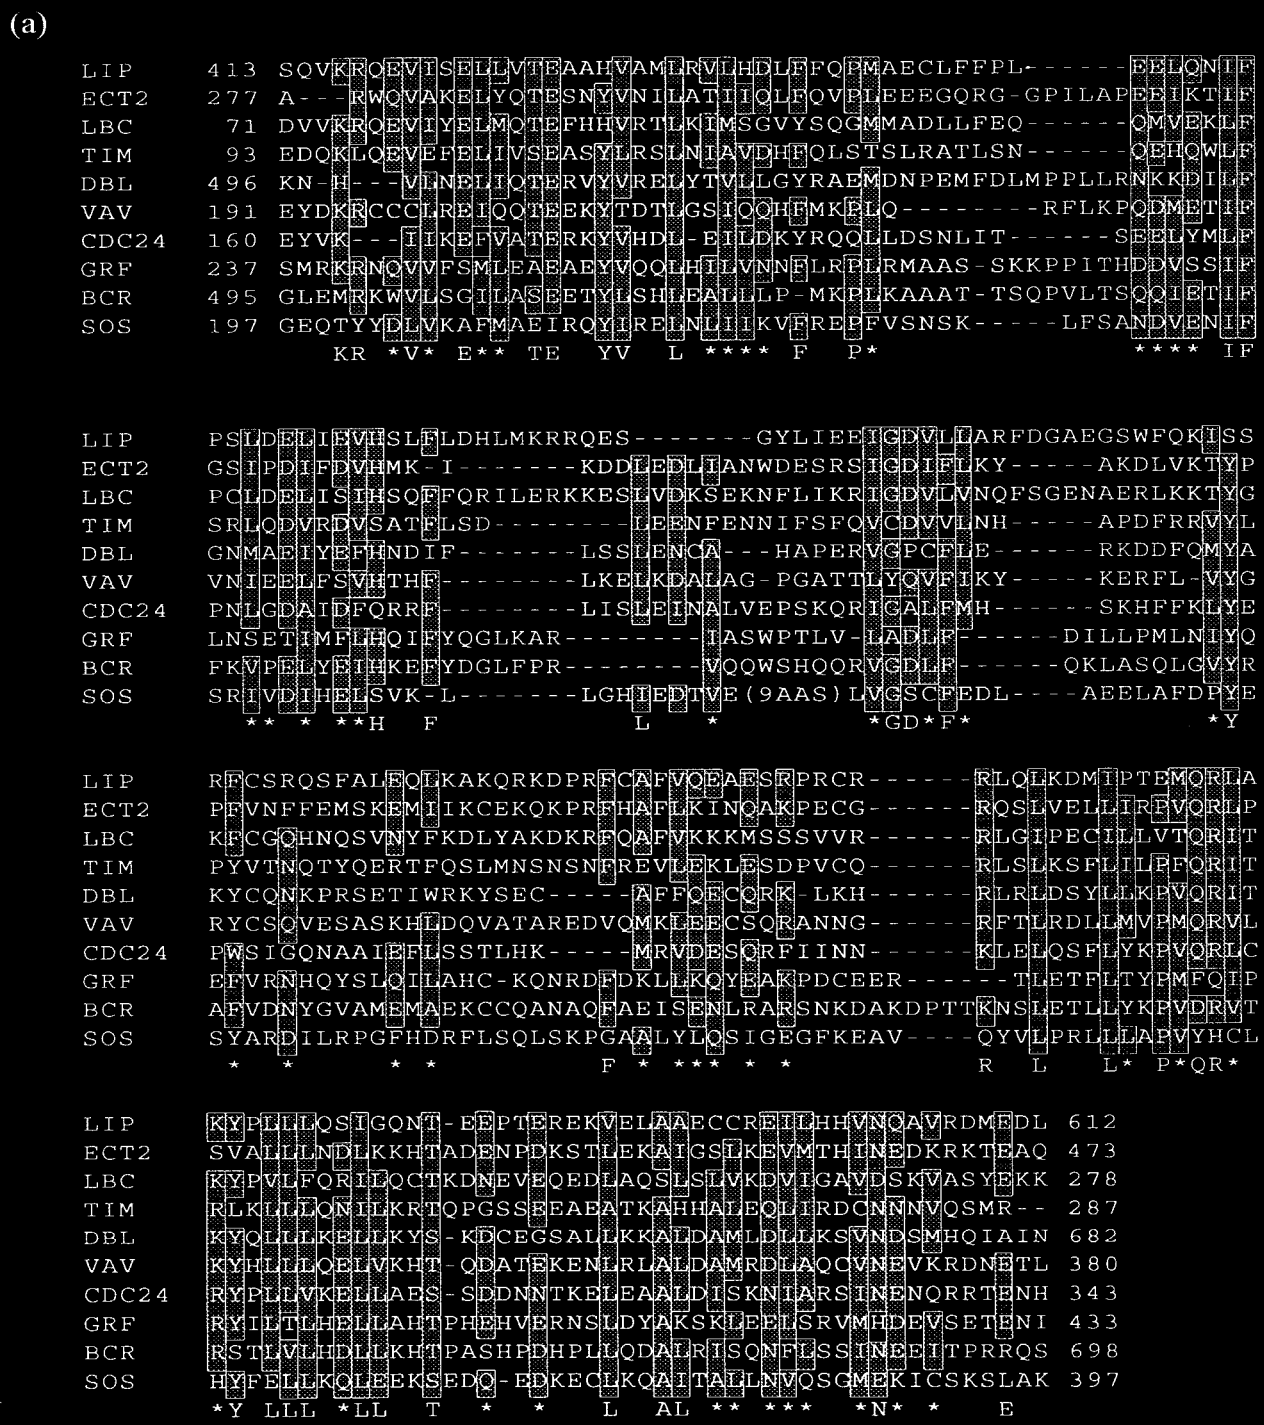 (a)
LIP 413 SQVKRQEVISELLVTEAAHVAMLRVLHDLFFQPMAECLFFPL------EELQNIF
ECT2 277 A---RWQVAKELYQTESNYVNILATIIQLFQVPLEEEGQRG-GPILAPEEIKTIF
LBC 71 DVVKRQEVIYELMQTEFHHVRTLKIMSGVYSQGMMADLLFEQ------QMVEKLF
TIM 93 EDQKLQEVEFELIVSEASYLRSLNIAVDHFQLSTSLRATLSN------QEHQWLF
DBL 496 KN-H---VLNELIQTERVYVRELYTVLLGYRAEMDNPEMFDLMPPLLRNKKDILF
VAV 191 EYDKRCCCLREIQQTEEKYTDTLGSIQQHFMKPLQ--------RFLKPQDMETIF
CDC24 160 EYVK---IIKEFVATERKYVHDL-EILDKYRQQLLDSNLIT------SEELYMLF
GRF 237 SMRKRNQVVFSMLEAEAEYVQQLHILVNNFLRPLRMAAS-SKKPPITHDDVSSIF
BCR 495 GLEMRKWVLSGILASEETYLSHLEALLLP-MKPLKAAAT-TSQPVLTSQQIETIF
SOS 197 GEQTYYDLVKAFMAEIRQYIRELNLIIKVFREPFVSNSK-----LFSANDVENIF
KR *V* E** TE YV L **** F P* **** IF
LIP PSLDELIEVHSLFLDHLMKRRQES-------GYLIEEIGDVLLARFDGAEGSWFQKISS
ECT2 GSIPDIFDVHMK-I-------KDDLEDLIANWDESRSIGDIFLKY-----AKDLVKTYP
LBC PCLDELISIHSQFFQRILERKKESLVDKSEKNFLIKRIGDVLVNQFSGENAERLKKTYG
TIM SRLQDVRDVSATFLSD--------LEENFENNIFSFQVCDVVLNH-----APDFRRVYL
DBL GNMAEIYEFHNDIF-------LSSLENCA---HAPERVGPCFLE------RKDDFQMYA
VAV VNIEELFSVHTHF--------LKELKDALAG-PGATTLYQVFIKY-----KERFL-VYG
CDC24 PNLGDAIDFQRRF--------LISLEINALVEPSKQRIGALFMH------SKHFFKLYE
GRF LNSETIMFLHQIFYQGLKAR--------IASWPTLV-LADLF------DILLPMLNIYQ
BCR FKVPELYEIHKEFYDGLFPR--------VQQWSHQQRVGDLF------QKLASQLGVYR
SOS SRIVDIHELSVK-L-------LGHIEDTVE(9AAS)LVGSCFEDL----AEELAFDPYE
** * **H F L * *GD*F* *Y
LIP RFCSRQSFALEQLKAKQRKDPRFCAFVQEAESRPRCR------RLQLKDMIPTEMQRLA
ECT2 PFVNFFEMSKEMIIKCEKQKPRFHAFLKINQAKPECG------RQSLVELLIRPVQRLP
LBC KFCGQHNQSVNYFKDLYAKDKRFQAFVKKKMSSSVVR------RLGIPECILLVTQRIT
TIM PYVTNQTYQERTFQSLMNSNSNFREVLEKLESDPVCQ------RLSLKSFLILPFQRIT
DBL KYCQNKPRSETIWRKYSEC-----AFFQECQRK-LKH------RLRLDSYLLKPVQRIT
VAV RYCSQVESASKHLDQVATAREDVQMKLEECSQRANNG------RFTLRDLLMVPMQRVL
CDC24 PWSIGQNAAIEFLSSTLHK-----MRVDESQRFIINN------KLELQSFLYKPVQRLC
GRF EFVRNHQYSLQILAHC-KQNRDFDKLLKQYEAKPDCEER------TLETFLTYPMFQIP
BCR AFVDNYGVAMEMAEKCCQANAQFAEISENLRARSNKDAKDPTTKNSLETLLYKPVDRVT
SOS SYARDILRPGFHDRFLSQLSKPGAALYLQSIGEGFKEAV----QYVLPRLLLAPVYHCL
* * * * F * *** * * R L L* P*QR*
LIP KYPLLLQSIGQNT-EEPTEREKVELAAECCREILHHVNQAVRDMEDL 612
ECT2 SVALLLNDLKKHTADENPDKSTLEKAIGSLKEVMTHINEDKRKTEAQ 473
LBC KYPVLFQRILQCTKDNEVEQEDLAQSLSLVKDVIGAVDSKVASYEKK 278
TIM RLKLLLQNILKRTQPGSSEEAEATKAHHALEQLIRDCNNNVQSMR-- 287
DBL KYQLLLKELLKYS-KDCEGSALLKKALDAMLDLLKSVNDSMHQIAIN 682
VAV KYHLLLQELVKHT-QDATEKENLRLALDAMRDLAQCVNEVKRDNETL 380
CDC24 RYPLLVKELLAES-SDDNNTKELEAALDISKNIARSINENQRRTENH 343
GRF RYILTLHELLAHTPHEHVERNSLDYAKSKLEELSRVMHDEVSETENI 433
BCR RSTLVLHDLLKHTPASHPDHPLLQDALRISQNFLSSINEEITPRRQS 698
SOS HYFELLKQLEEKSEDQ-EDKECLKQAITALLNVQSGMEKICSKSLAK 397
*Y LLL *LL T * * L AL ** *** *N* * E